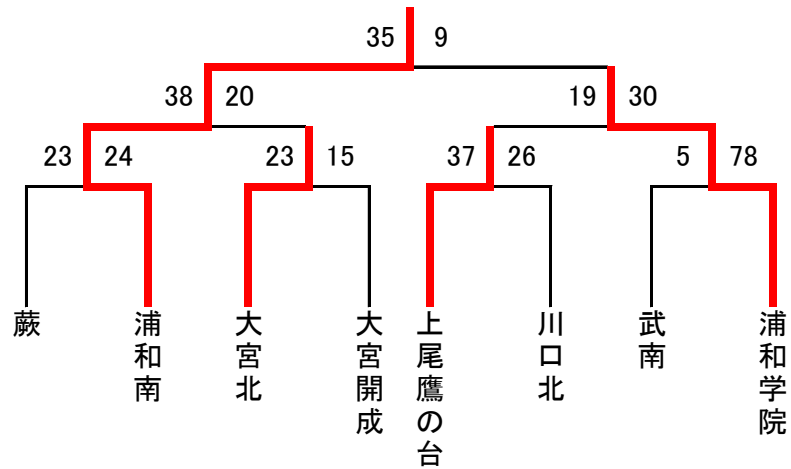 35 9
38 20
19 30
23 24
23 15
37 26
5 78
蕨
浦和南
大宮北
大宮開成
上尾鷹の台
川口北
武南
浦和学院